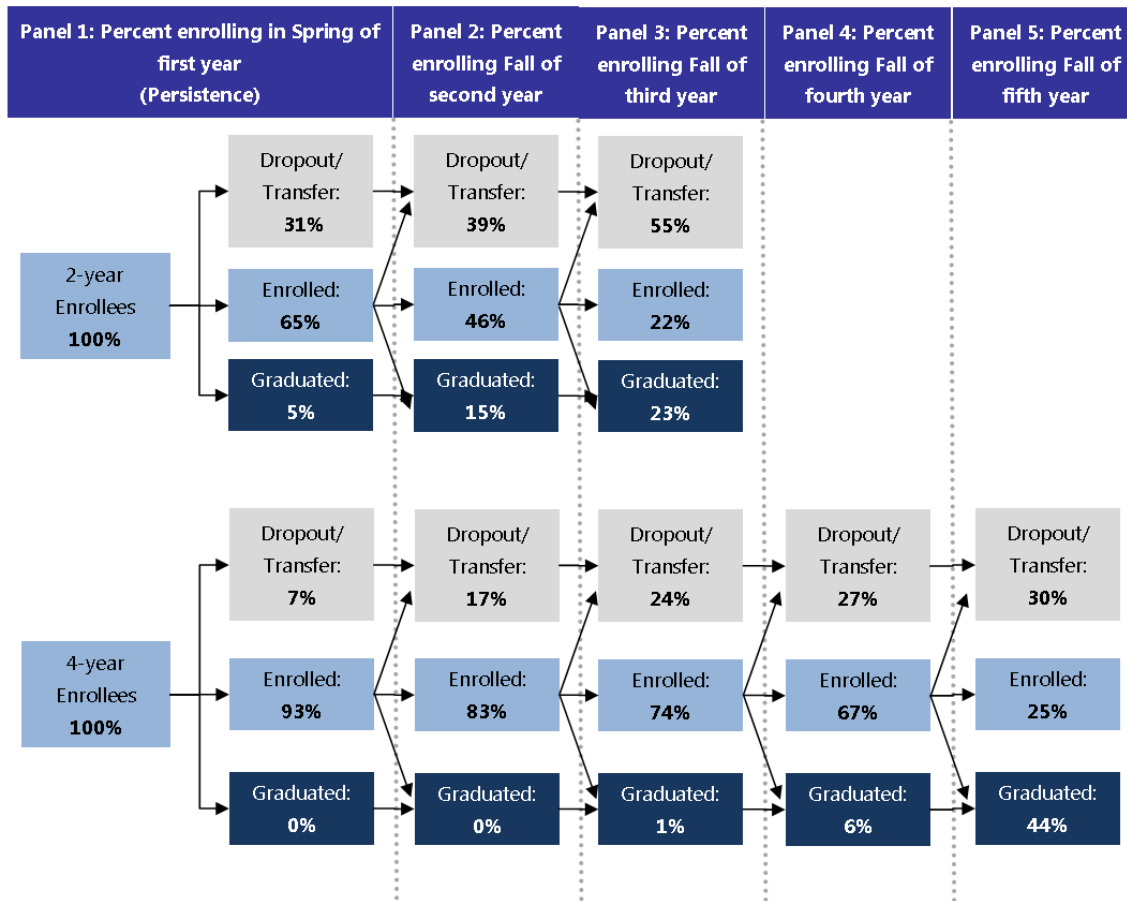 Panel 1: Percent enrolling in Spring of
first year
(Persistence)
Panel 2: Percent
enrolling Fall of
second year
Panel 3: Percent
enrolling Fall of
third year
Panel 4: Percent
enrolling Fall of
fourth year
Panel 5: Percent
enrolling Fall of
fifth year
2-year
Enrollees
100%
Dropout/
Transfer:
31%
Dropout/
Transfer:
39%
Dropout/
Transfer:
55%
Enrolled:
65%
Enrolled:
46%
Enrolled:
22%
Graduated:
5%
Graduated:
15%
Graduated:
23%
4-year
Enrollees
100%
Dropout/
Transfer:
7%
Dropout/
Transfer:
17%
Dropout/
Transfer:
24%
Dropout/
Transfer:
27%
Dropout/
Transfer:
30%
Enrolled:
93%
Enrolled:
83%
Enrolled:
74%
Enrolled:
67%
Enrolled:
25%
Graduated:
0%
Graduated:
0%
Graduated:
1%
Graduated:
6%
Graduated:
44%